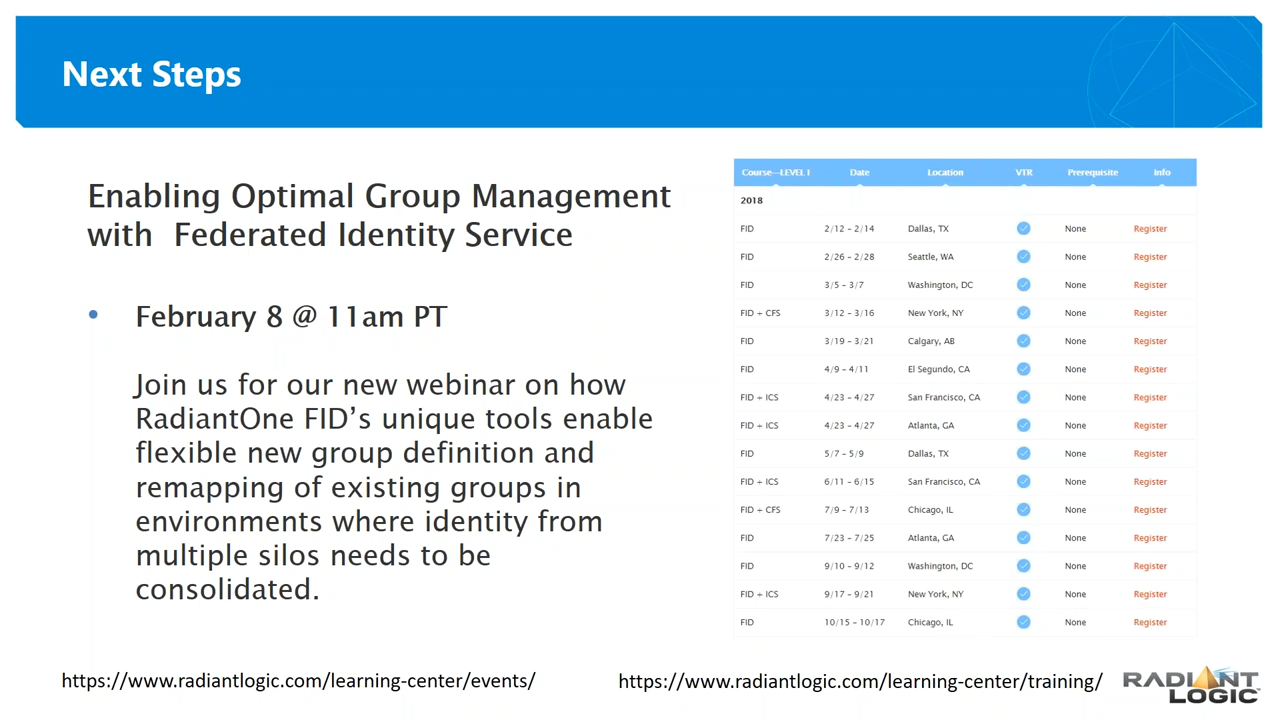 Next Steps
Enabling Optimal Group Management
with Federated Identity Service
• February 8 @ 11am PT
Join us for our new webinar on how
RadiantOne FID’s unique tools enable
flexible new group definition and
remapping of existing groups in
environments where identity from
multiple silos needs to be
consolidated.
Course—LEVEL I Date Location VTR Prerequisite Info
2018
FID 2/12 – 2/14 Dallas, TX None Register
FID 2/26 – 2/28 Seattle, WA None Register
FID 3/5 – 3/7 Washington, DC None Register
FID + CFS 3/12 – 3/16 New York, NY None Register
FID 3/19 – 3/21 Calgary, AB None Register
FID 4/9 – 4/11 El Segundo, CA None Register
FID + ICS 4/23 – 4/27 San Francisco, CA None Register
FID + ICS 4/23 – 4/27 Atlanta, GA None Register
FID 5/7 – 5/9 Dallas, TX None Register
FID + ICS 6/11 – 6/15 San Francisco, CA None Register
FID + CFS 7/9 – 7/13 Chicago, IL None Register
FID 7/23 – 7/25 Atlanta, GA None Register
FID 9/10 – 9/12 Washington, DC None Register
FID + ICS 9/17 – 9/21 New York, NY None Register
FID 10/15 – 10/17 Chicago, IL None Register
https://www.radiantlogic.com/learning-center/events/
https://www.radiantlogic.com/learning-center/training/
RADIANT
LOGIC